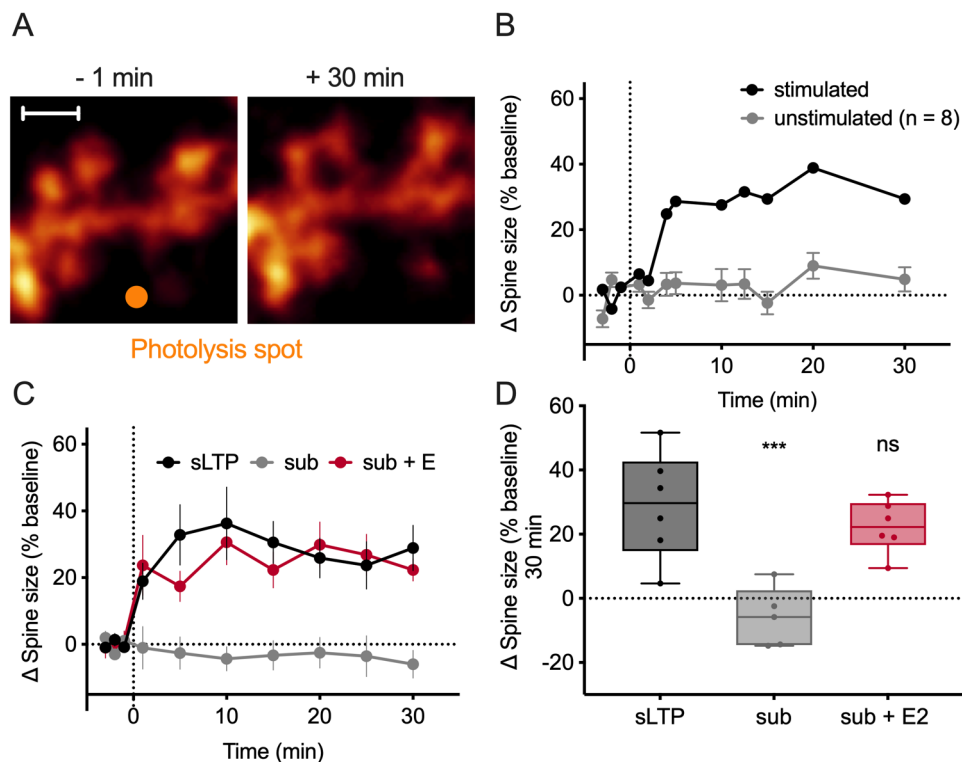 A
- 1 min
+ 30 min
Photolysis spot
B
Δ Spine size (% baseline)
60
40
20
0
stimulated
unstimulated (n = 8)
0
10
20
30
Time (min)
C
Δ Spine size (% baseline)
60
40
20
0
sLTP
sub
sub + E
0
10
20
30
Time (min)
D
Δ Spine size (% baseline)
30 min
60
40
20
0
-20
***
ns
sLTP
sub
sub + E2